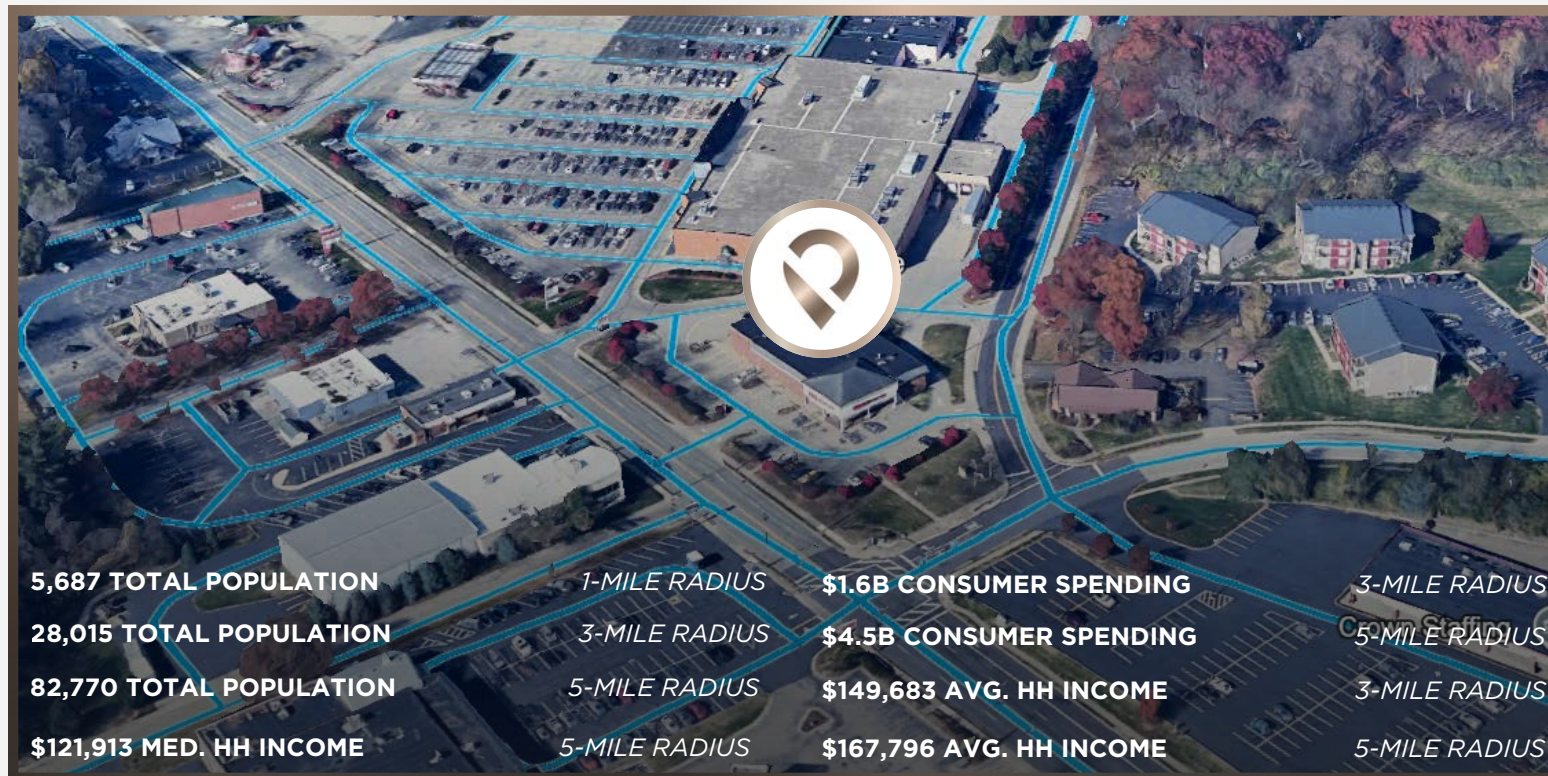 5,687 TOTAL POPULATION 1-MILE RADIUS
28,015 TOTAL POPULATION 3-MILE RADIUS
82,770 TOTAL POPULATION 5-MILE RADIUS
$121,913 MED. HH INCOME 5-MILE RADIUS
$1.6B CONSUMER SPENDING 3-MILE RADIUS
$4.5B CONSUMER SPENDING 5-MILE RADIUS
$149,683 AVG. HH INCOME 3-MILE RADIUS
$167,796 AVG. HH INCOME 5-MILE RADIUS
Crown Staffing